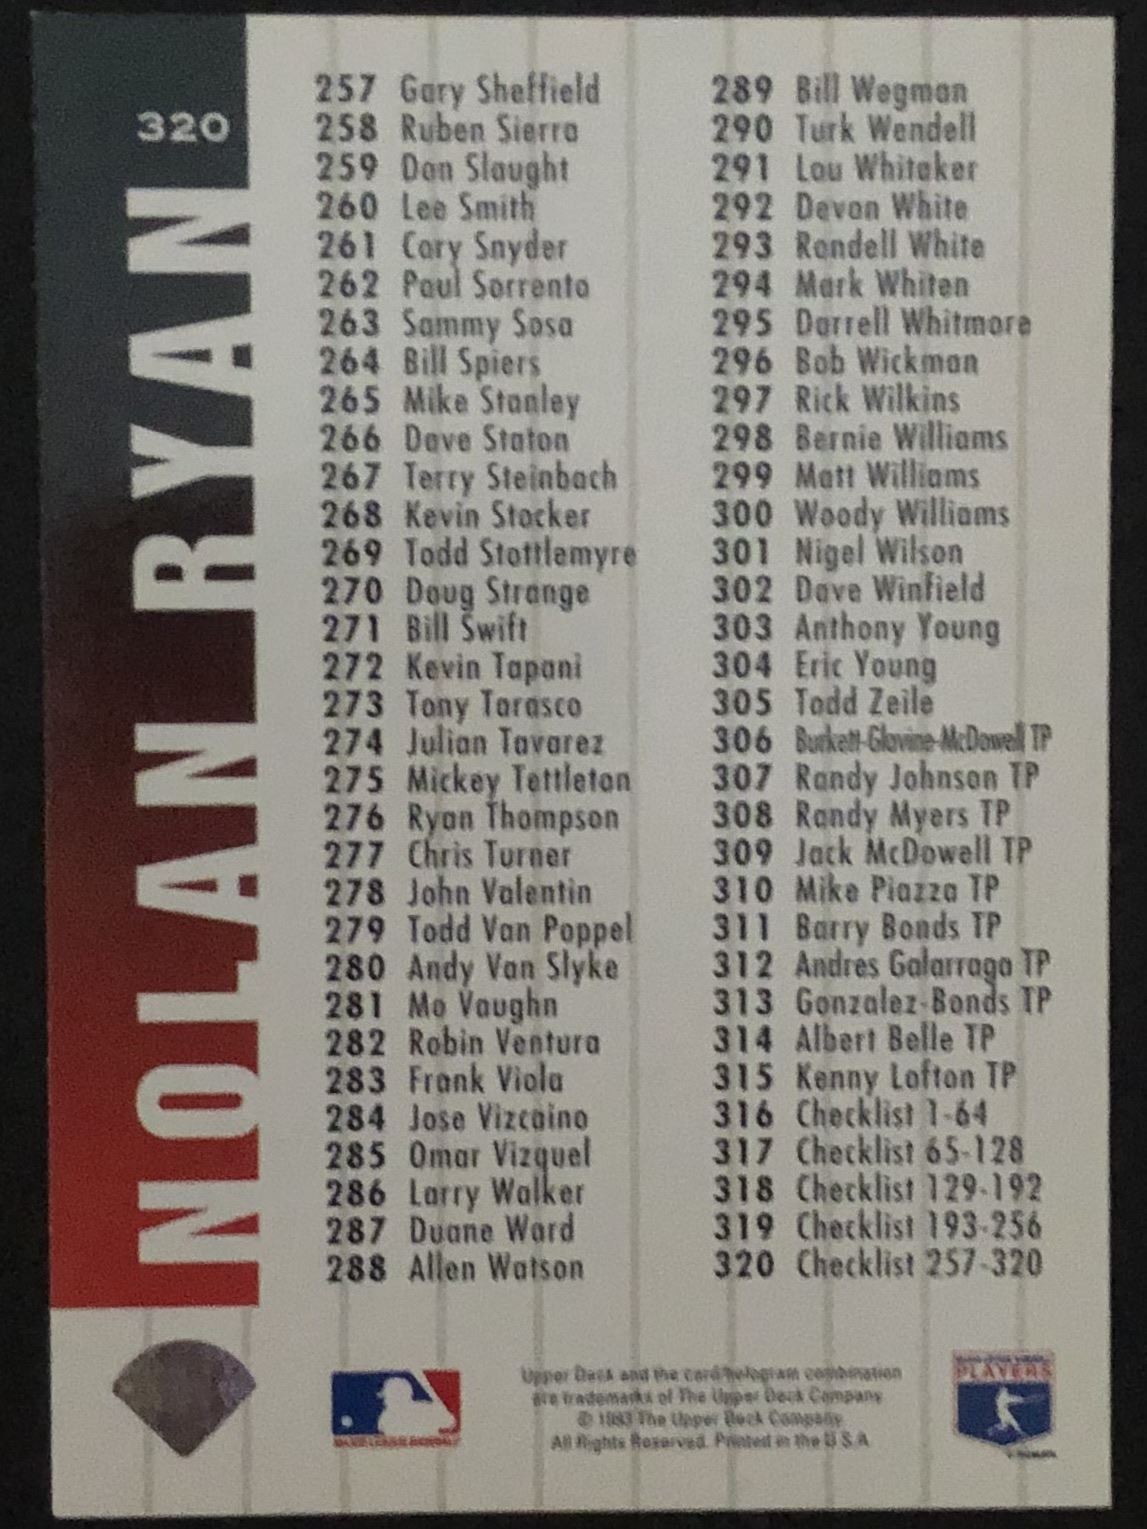 320
NOLAN RYAN
257 Gary Sheffield
258 Ruben Sierra
259 Don Slaught
260 Lee Smith
261 Cory Snyder
262 Paul Sorrento
263 Sammy Sosa
264 Bill Spiers
265 Mike Stanley
266 Dave Staton
267 Terry Steinbach
268 Kevin Stocker
269 Todd Stottlemyre
270 Doug Strange
271 Bill Swift
272 Kevin Tapani
273 Tony Tarasco
274 Julian Tavarez
275 Mickey Tettleton
276 Ryan Thompson
277 Chris Turner
278 John Valentin
279 Todd Van Poppel
280 Andy Van Slyke
281 Mo Vaughn
282 Robin Ventura
283 Frank Viola
284 Jose Vizcaino
285 Omar Vizquel
286 Larry Walker
287 Duane Ward
288 Allen Watson
289 Bill Wegman
290 Turk Wendell
291 Lou Whitaker
292 Devon White
293 Rondell White
294 Mark Whiten
295 Darrell Whitmore
296 Bob Wickman
297 Rick Wilkins
298 Bernie Williams
299 Matt Williams
300 Woody Williams
301 Nigel Wilson
302 Dave Winfield
303 Anthony Young
304 Eric Young
305 Todd Zeile
306 Burkett-Glavine-McDowell TP
307 Randy Johnson TP
308 Randy Myers TP
309 Jack McDowell TP
310 Mike Piazza TP
311 Barry Bonds TP
312 Andres Galarraga TP
313 Gonzalez-Bonds TP
314 Albert Belle TP
315 Kenny Lofton TP
316 Checklist 1-64
317 Checklist 65-128
318 Checklist 129-192
319 Checklist 193-256
320 Checklist 257-320
MAJOR LEAGUE BASEBALL
Upper Deck and the card/hologram combination
are trademarks of The Upper Deck Company
© 1993 The Upper Deck Company.
All Rights Reserved. Printed in the U.S.A.
PLAYERS